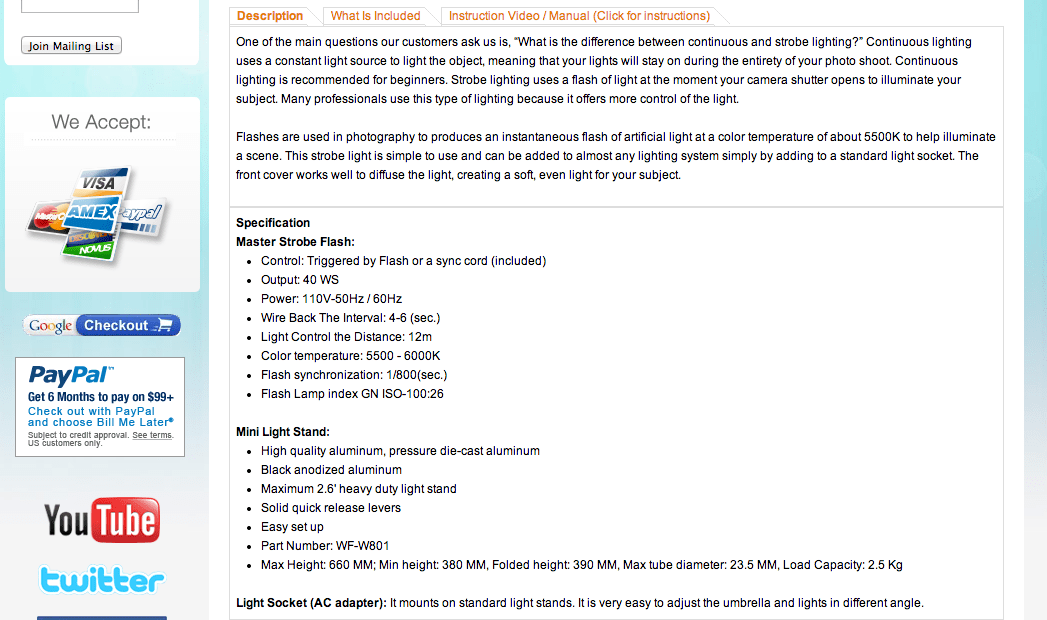 Join Mailing List
We Accept:
VISA
MasterC
AMEX
PayPal
DISCOVER
NOVUS
Google Checkout
PayPal™
Get 6 Months to pay on $99+
Check out with PayPal
and choose Bill Me Later®
Subject to credit approval. See terms.
US customers only.
YouTube
twitter
Description
What Is Included
Instruction Video / Manual (Click for instructions)
One of the main questions our customers ask us is, “What is the difference between continuous and strobe lighting?” Continuous lighting
uses a constant light source to light the object, meaning that your lights will stay on during the entirety of your photo shoot. Continuous
lighting is recommended for beginners. Strobe lighting uses a flash of light at the moment your camera shutter opens to illuminate your
subject. Many professionals use this type of lighting because it offers more control of the light.
Flashes are used in photography to produces an instantaneous flash of artificial light at a color temperature of about 5500K to help illuminate
a scene. This strobe light is simple to use and can be added to almost any lighting system simply by adding to a standard light socket. The
front cover works well to diffuse the light, creating a soft, even light for your subject.
Specification
Master Strobe Flash:
Control: Triggered by Flash or a sync cord (included)
Output: 40 WS
Power: 110V-50Hz / 60Hz
Wire Back The Interval: 4-6 (sec.)
Light Control the Distance: 12m
Color temperature: 5500 - 6000K
Flash synchronization: 1/800(sec.)
Flash Lamp index GN ISO-100:26
Mini Light Stand:
High quality aluminum, pressure die-cast aluminum
Black anodized aluminum
Maximum 2.6' heavy duty light stand
Solid quick release levers
Easy set up
Part Number: WF-W801
Max Height: 660 MM; Min height: 380 MM, Folded height: 390 MM, Max tube diameter: 23.5 MM, Load Capacity: 2.5 Kg
Light Socket (AC adapter): It mounts on standard light stands. It is very easy to adjust the umbrella and lights in different angle.